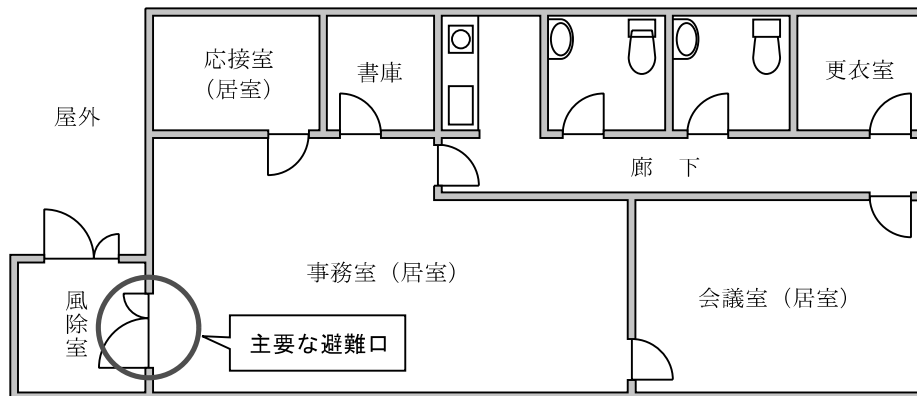 応接室
(居室)
書庫
更衣室
屋外
廊 下
事務室(居室)
会議室(居室)
風除室
主要な避難口